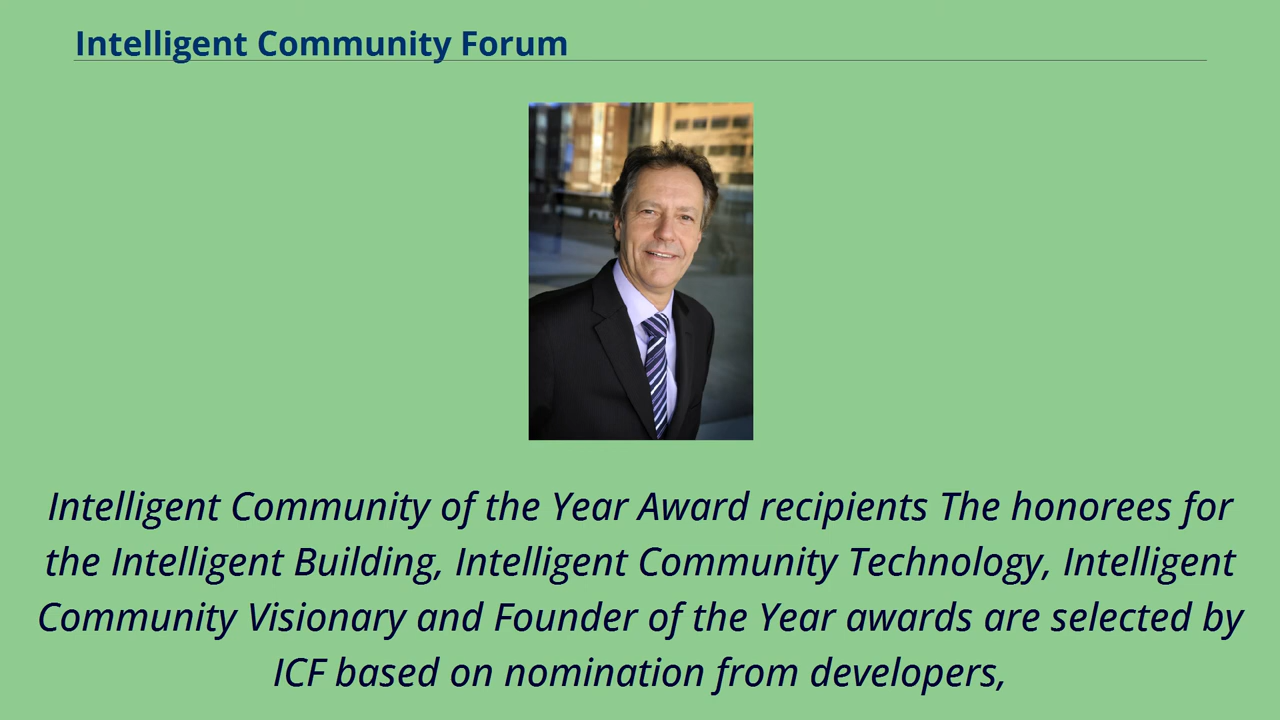 Intelligent Community Forum
Intelligent Community of the Year Award recipients The honorees for
the Intelligent Building, Intelligent Community Technology, Intelligent
Community Visionary and Founder of the Year awards are selected by
ICF based on nomination from developers,